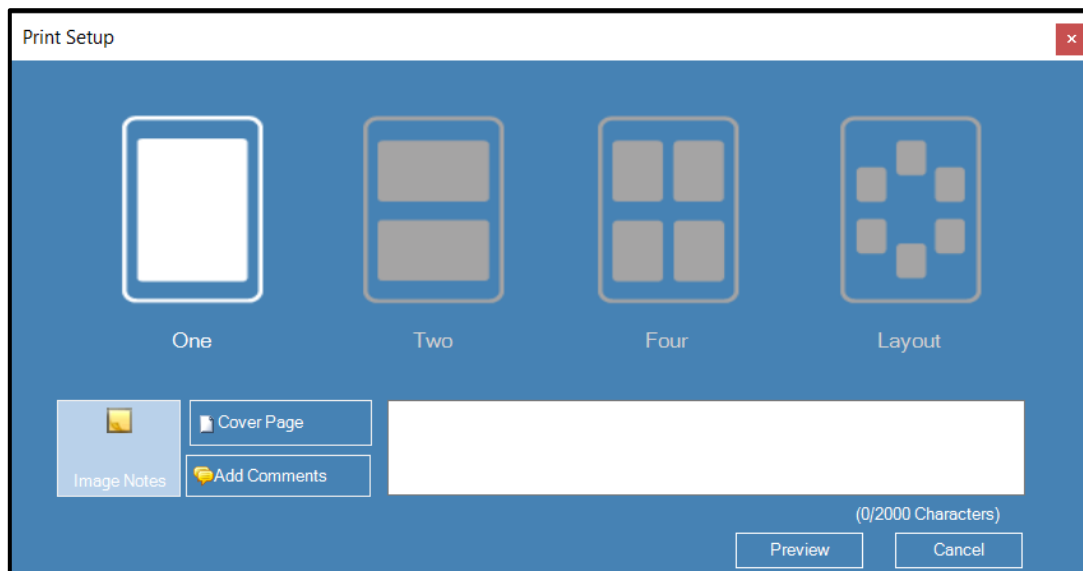 Print Setup
One
Two
Four
Layout
Image Notes
Cover Page
Add Comments
(0/2000 Characters)
Preview
Cancel